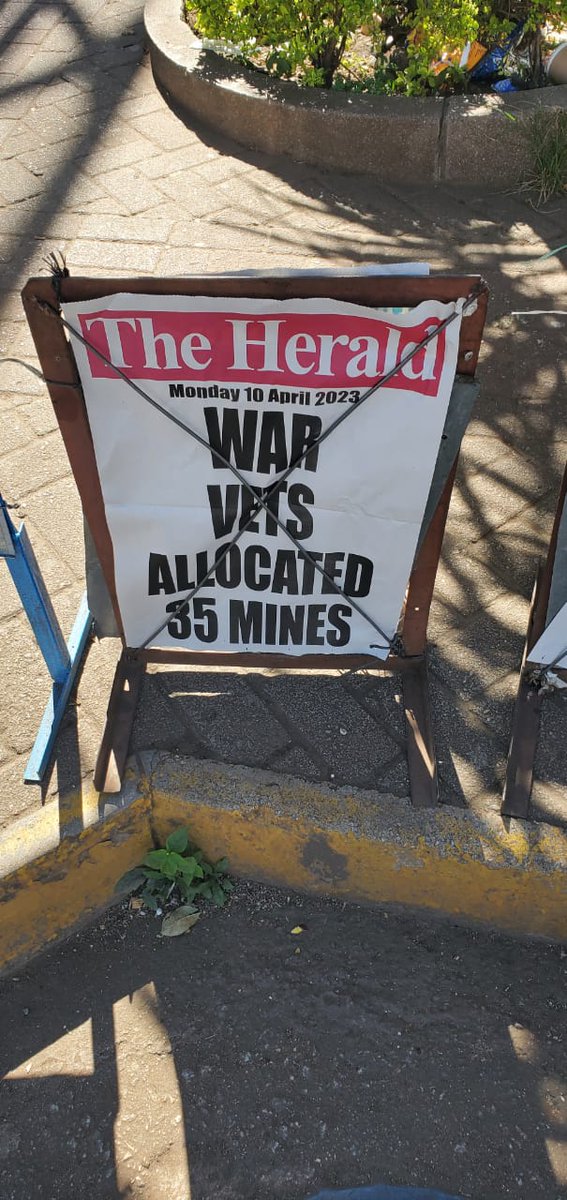 The Herald
Monday 10 April 2023
WAR
VETS
ALLOCATED
35 MINES